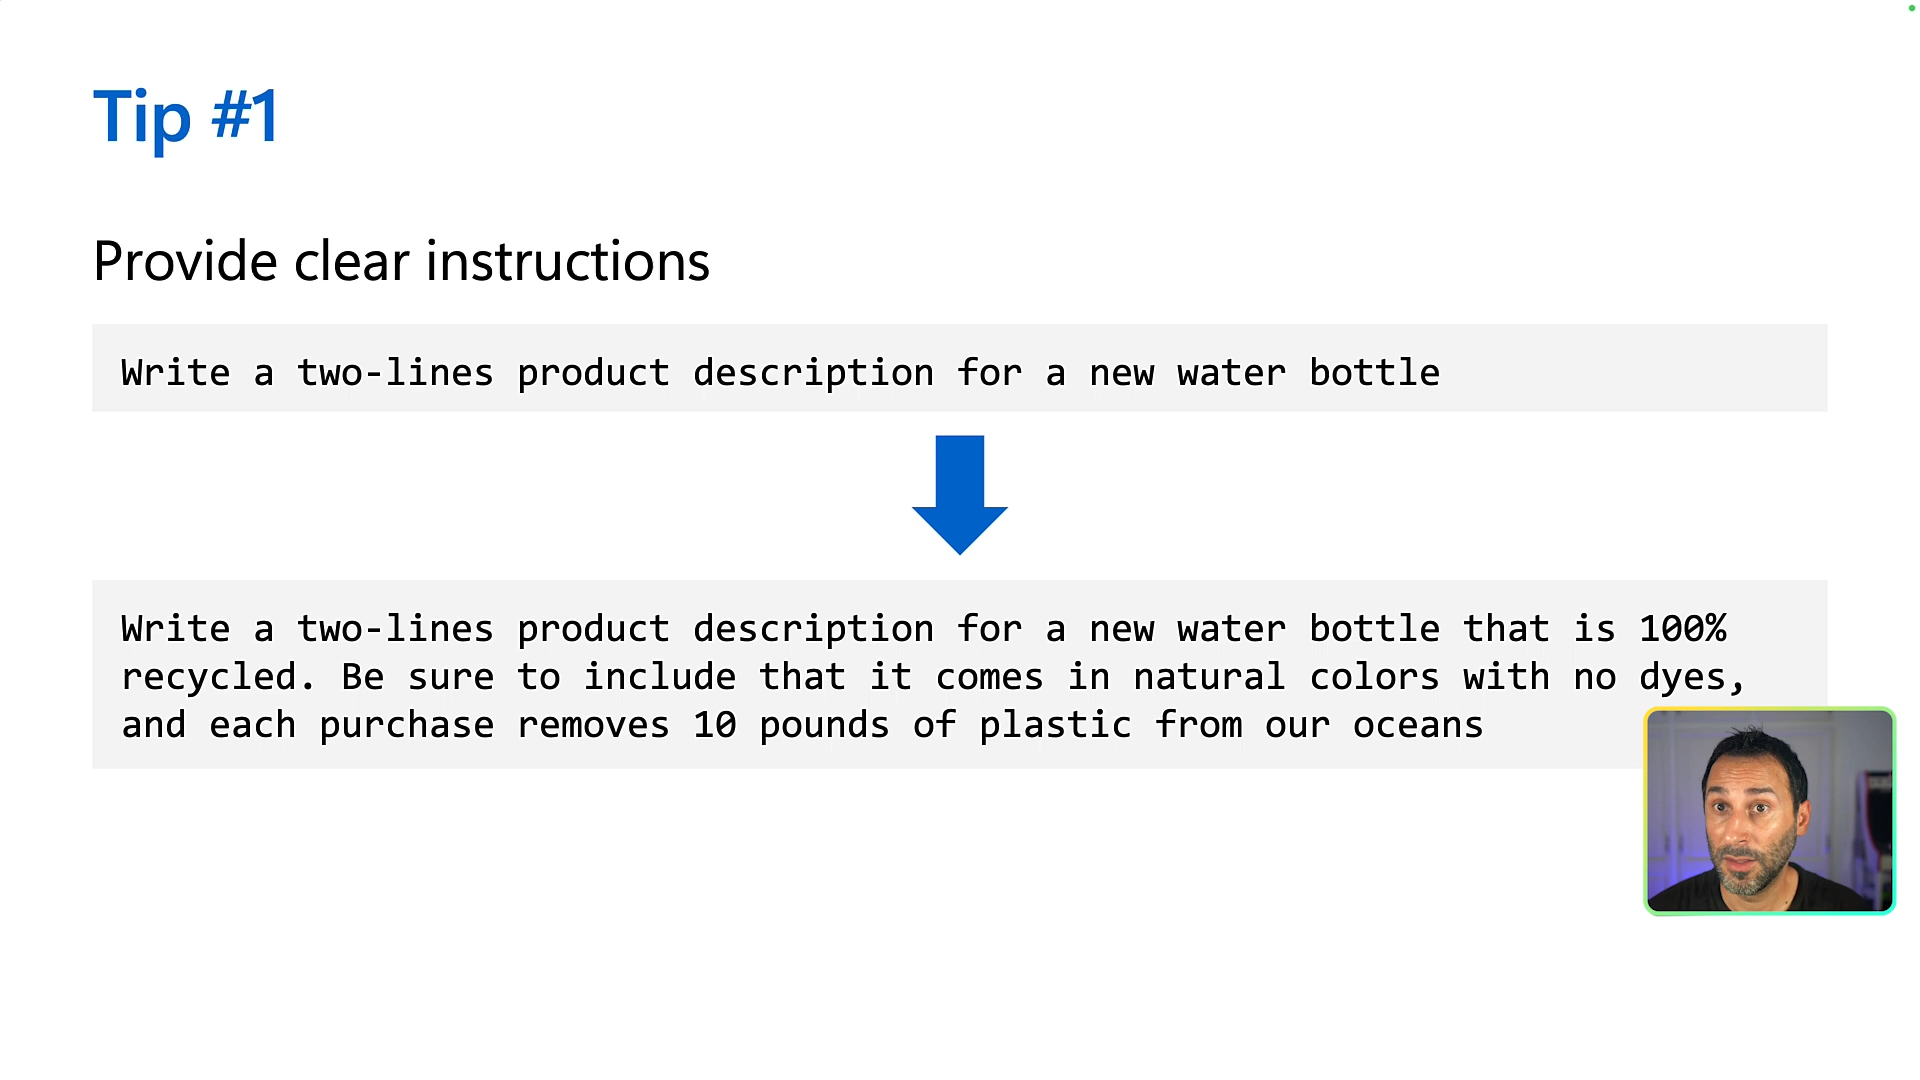 Tip #1
Provide clear instructions
Write a two-lines product description for a new water bottle
Write a two-lines product description for a new water bottle that is 100%
recycled. Be sure to include that it comes in natural colors with no dyes,
and each purchase removes 10 pounds of plastic from our oceans